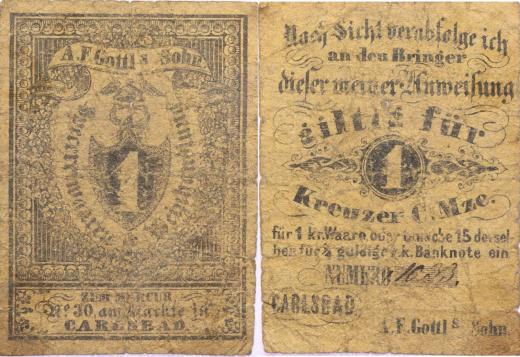 A. F. Gottl s Sohn
1
ZUM MERCUR
No 30, am Markte in
CARLSBAD.
Nach Sicht verabfolge ich
an den Bringer
dieser meiner Anweisung
giltig für
1
Kreuzer C. Mze.
für 1 kr. Waare, oder tausche 15 dersel
ben für ¼ guldige k.k. Banknote ein
NUMERO
CARLSBAD
A. F. Gottl s Sohn